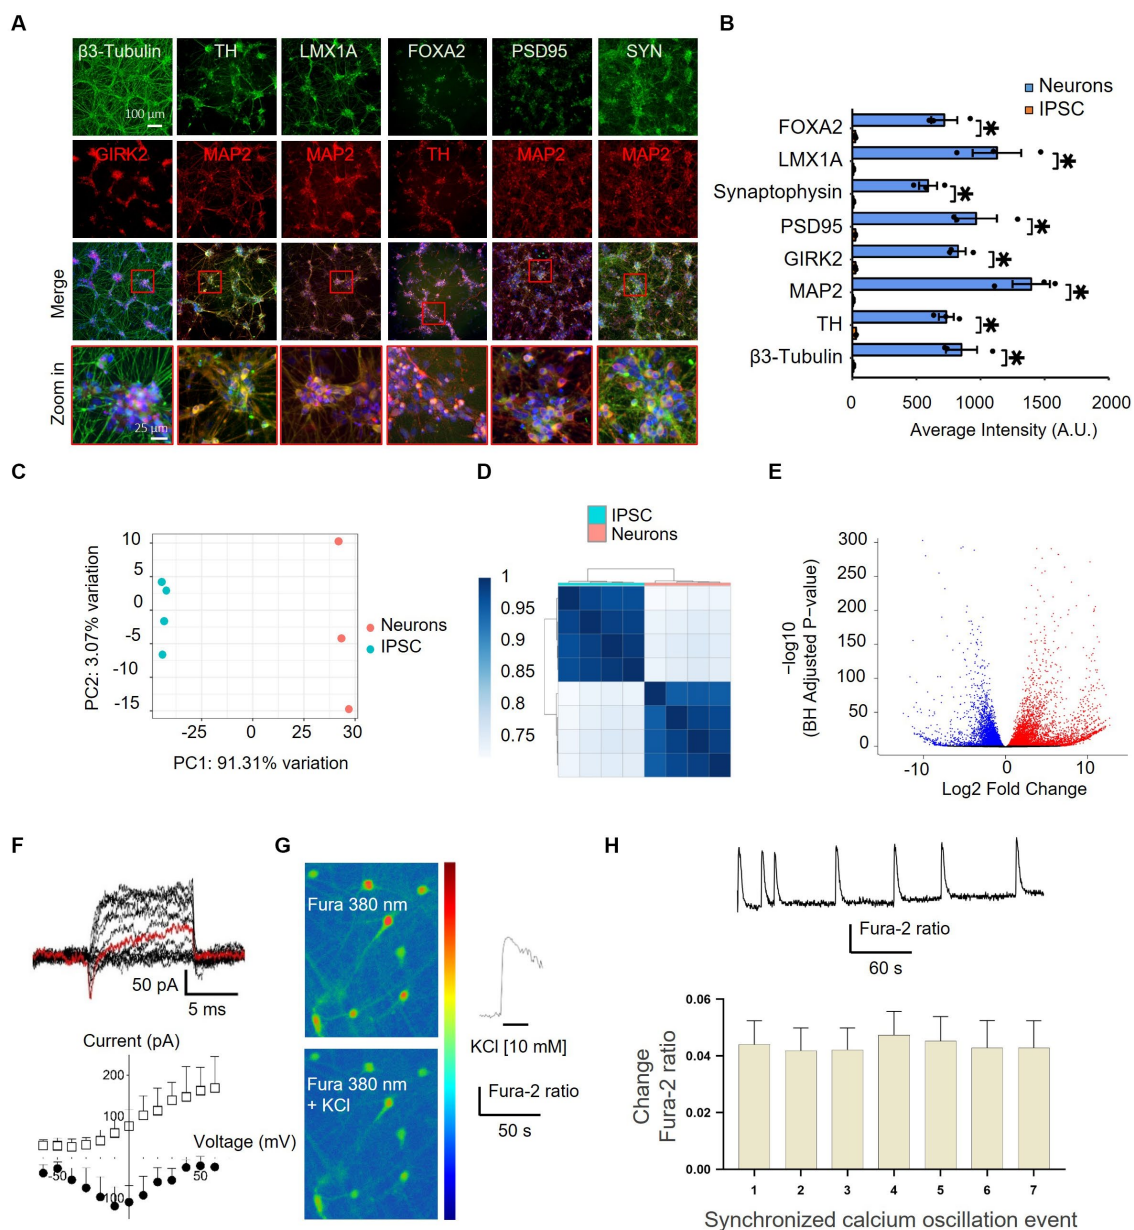 A
β3-Tubulin TH LMX1A FOXA2 PSD95 SYN
100 μm
GIRK2 MAP2 MAP2 TH MAP2 MAP2
Merge
Zoom in
25 μm
B
Neurons
IPSC
FOXA2
LMX1A
Synaptophysin
PSD95
GIRK2
MAP2
TH
β3-Tubulin
0 500 1000 1500 2000
Average Intensity (A.U.)
C
PC2: 3.07% variation
10
5
0
-5
-10
-15
-25 0 25 30
PC1: 91.31% variation
Neurons
IPSC
D
IPSC
Neurons
1
0.95
0.9
0.85
0.8
0.75
E
−log10
(BH Adjusted P−value)
300
250
200
150
100
50
0
-10 0 10
Log2 Fold Change
F
50 pA
5 ms
Current (pA)
200
100
Voltage (mV)
-50 50
100
G
Fura 380 nm
Fura 380 nm
+ KCl
KCl [10 mM]
Fura-2 ratio
50 s
H
Fura-2 ratio
60 s
Change
Fura-2 ratio
0.06
0.04
0.02
0.00
1 2 3 4 5 6 7
Synchronized calcium oscillation event